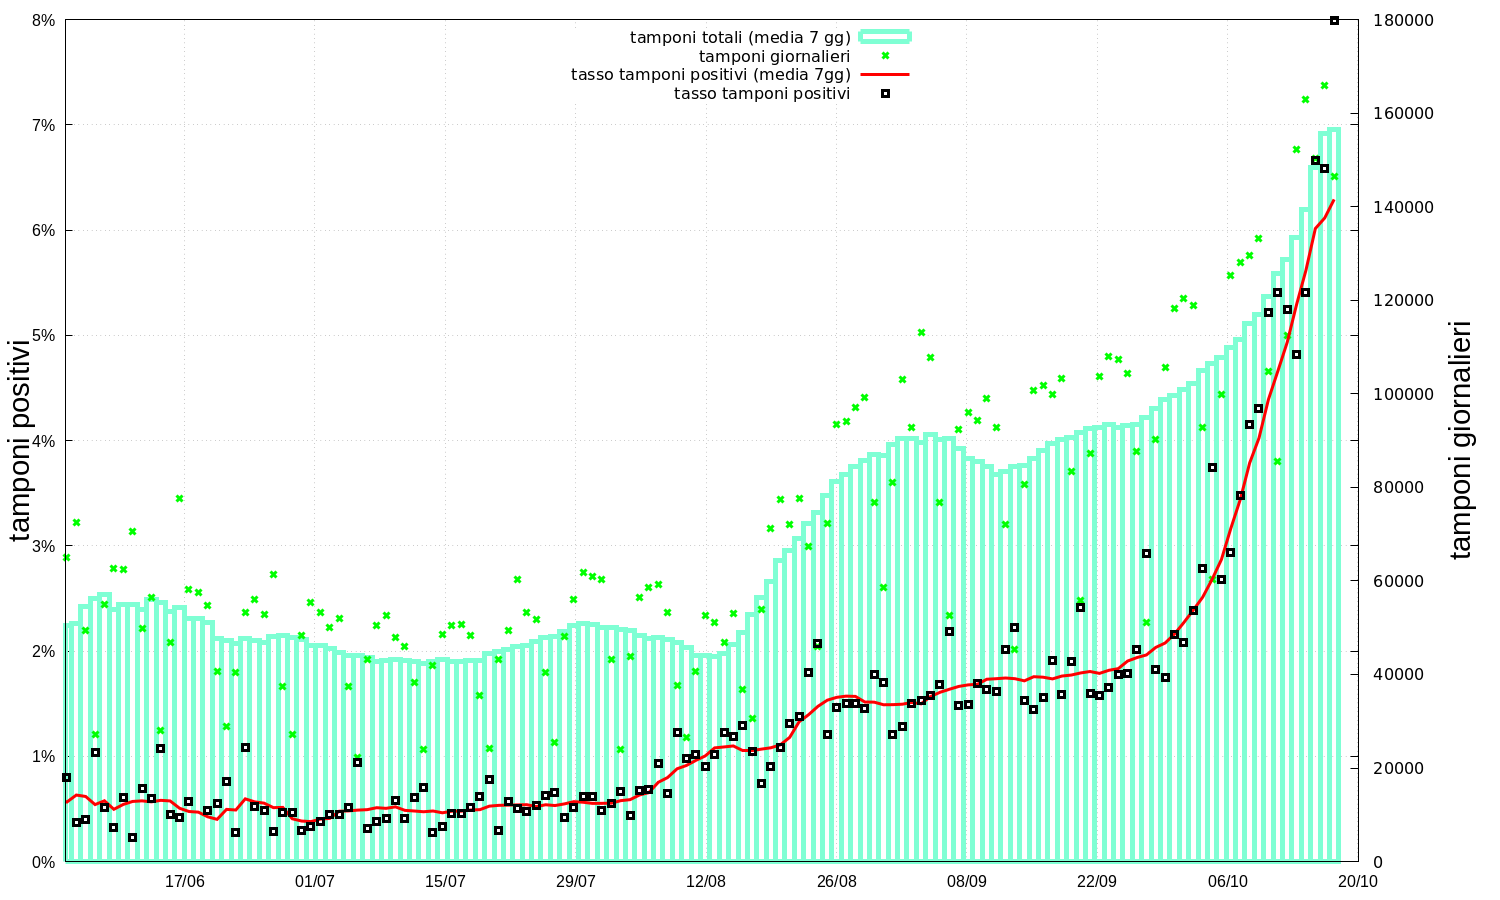 tamponi totali (media 7 gg)
tamponi giornalieri
tasso tamponi positivi (media 7gg)
tasso tamponi positivi
8%
7%
6%
5%
4%
3%
2%
1%
0%
tamponi positivi
180000
160000
140000
120000
100000
80000
60000
40000
20000
0
tamponi giornalieri
17/06 01/07 15/07 29/07 12/08 26/08 08/09 22/09 06/10 20/10